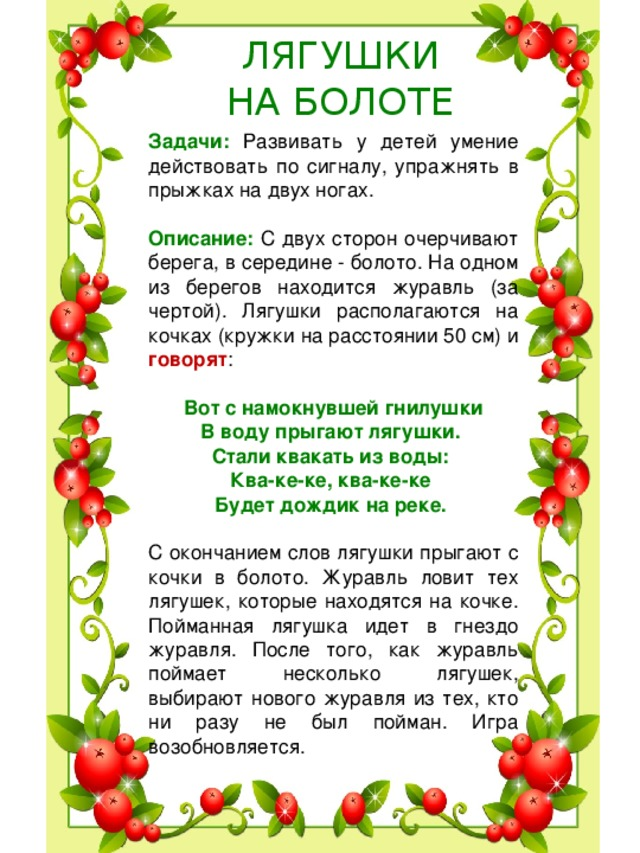 ЛЯГУШКИ
НА БОЛОТЕ
Задачи: Развивать у детей умение
действовать по сигналу, упражнять в
прыжках на двух ногах.
Описание: С двух сторон очерчивают
берега, в середине - болото. На одном
из берегов находится журавль (за
чертой). Лягушки располагаются на
кочках (кружки на расстоянии 50 см) и
говорят:
Вот с намокнувшей гнилушки
В воду прыгают лягушки.
Стали квакать из воды:
Ква-ке-ке, ква-ке-ке
Будет дождик на реке.
С окончанием слов лягушки прыгают с
кочки в болото. Журавль ловит тех
лягушек, которые находятся на кочке.
Пойманная лягушка идет в гнездо
журавля. После того, как журавль
поймает несколько лягушек,
выбирают нового журавля из тех, кто
ни разу не был пойман. Игра
возобновляется.